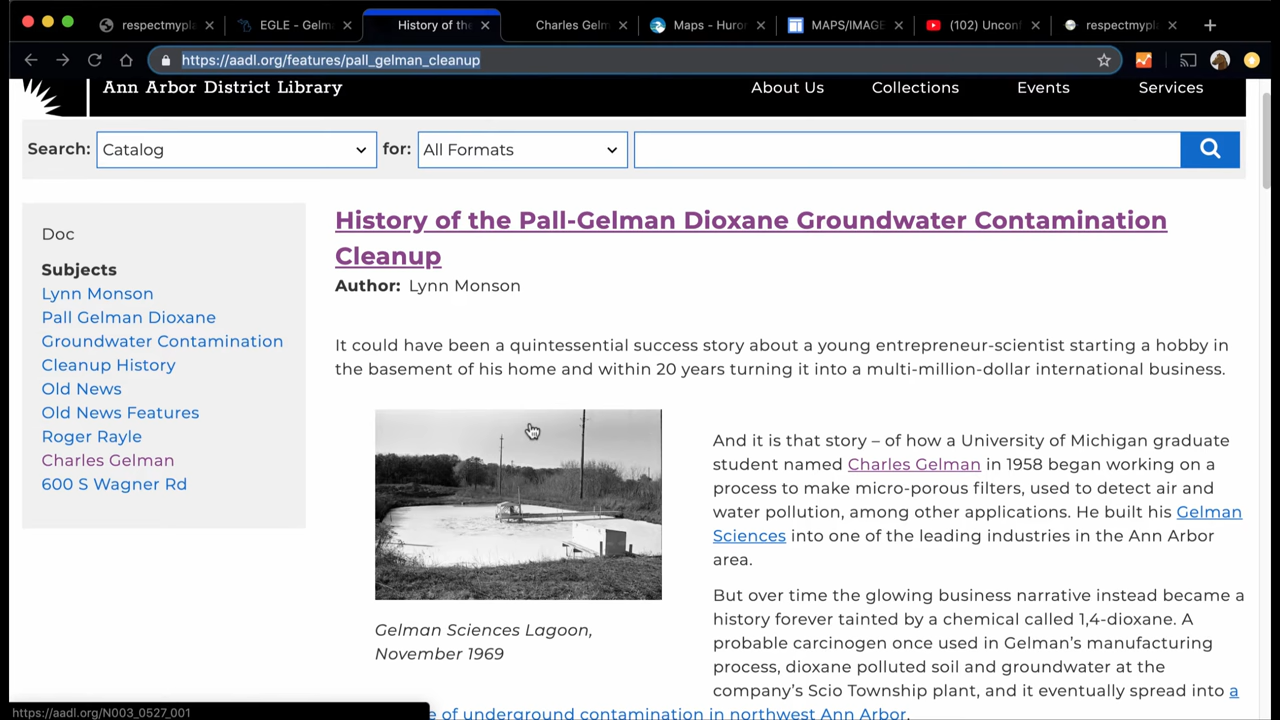 respectmypla
EGLE - Gelma
History of the
Charles Gelm
Maps - Huron
MAPS/IMAGE
(102) Uncon
respectmypla
https://aadl.org/features/pall_gelman_cleanup
Ann Arbor District Library
About Us
Collections
Events
Services
Search:
Catalog
for:
All Formats
Doc
Subjects
Lynn Monson
Pall Gelman Dioxane
Groundwater Contamination
Cleanup History
Old News
Old News Features
Roger Rayle
Charles Gelman
600 S Wagner Rd
History of the Pall-Gelman Dioxane Groundwater Contamination
Cleanup
Author: Lynn Monson
It could have been a quintessential success story about a young entrepreneur-scientist starting a hobby in
the basement of his home and within 20 years turning it into a multi-million-dollar international business.
Gelman Sciences Lagoon,
November 1969
And it is that story – of how a University of Michigan graduate
student named Charles Gelman in 1958 began working on a
process to make micro-porous filters, used to detect air and
water pollution, among other applications. He built his Gelman
Sciences into one of the leading industries in the Ann Arbor
area.
But over time the glowing business narrative instead became a
history forever tainted by a chemical called 1,4-dioxane. A
probable carcinogen once used in Gelman's manufacturing
process, dioxane polluted soil and groundwater at the
company's Scio Township plant, and it eventually spread into a
e of underground contamination in northwest Ann Arbor.
https://aadl.org/N003_0527_001